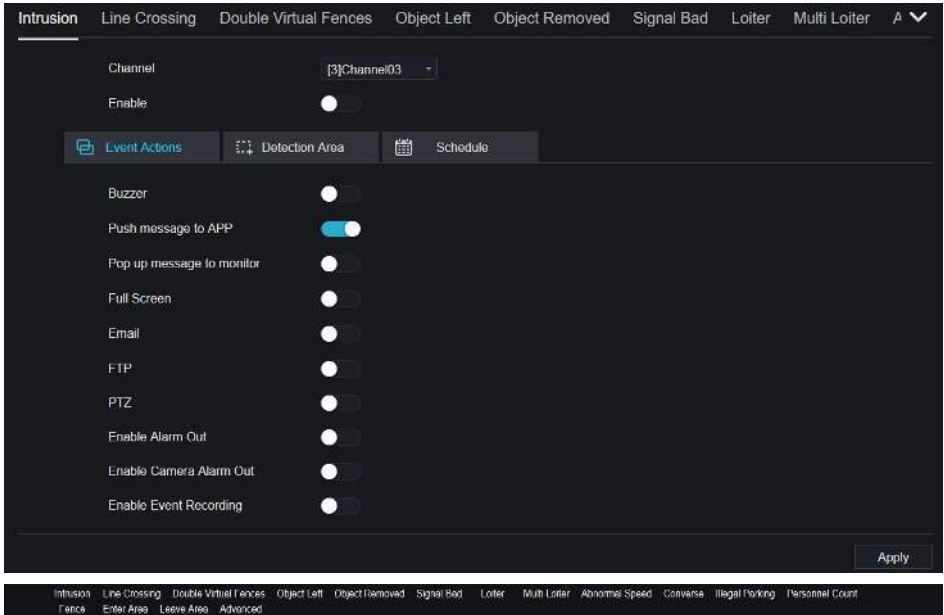 Intrusion Line Crossing Double Virtual Fences Object Left Object Removed Signal Bad Loiter Multi Loiter A
Channel [3]Channel03
Enable
Event Actions Detection Area Schedule
Buzzer
Push message to APP
Pop up message to monitor
Full Screen
Email
FTP
PTZ
Enable Alarm Out
Enable Camera Alarm Out
Enable Event Recording
Apply
Intrusion Line Crossing Double Virtual Fences Object Left Object Removed Signal Bad Loiter Multi Loiter Abnormal Speed Converse Illegal Parking Personnel Count
Fence Enter Area Leave Area Advanced